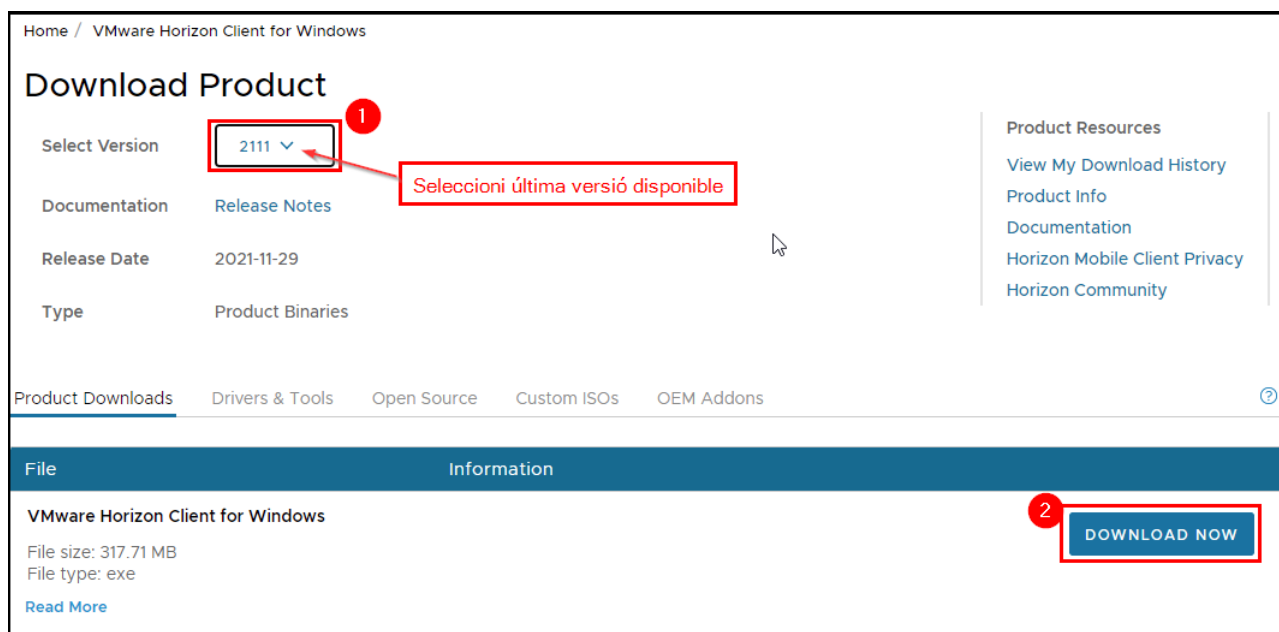 Home / VMware Horizon Client for Windows
Download Product
1
Select Version
2111
Seleccioni última versió disponible
Documentation
Release Notes
Release Date
2021-11-29
Type
Product Binaries
Product Resources
View My Download History
Product Info
Documentation
Horizon Mobile Client Privacy
Horizon Community
Product Downloads
Drivers & Tools
Open Source
Custom ISOs
OEM Addons
?
File
Information
VMware Horizon Client for Windows
File size: 317.71 MB
File type: exe
Read More
2
DOWNLOAD NOW